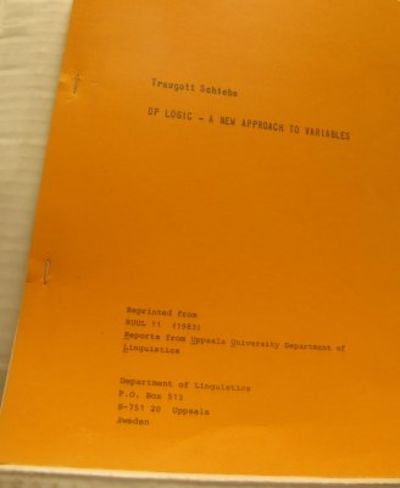 Traugott Schiebe
OP LOGIC - A NEW APPROACH TO VARIABLES
Reprinted from
RUUL 11 (1983)
Reports from Uppsala University Department of
Linguistics
Department of Linguistics
P.O. Box 513
S-751 20 Uppsala
Sweden